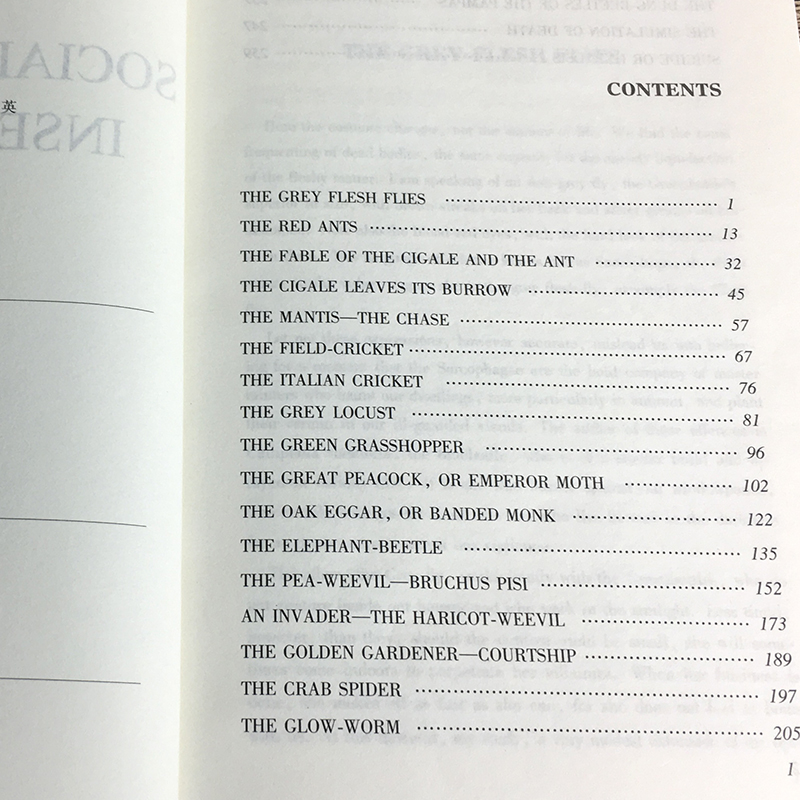 英
CONTENTS
THE GREY FLESH FLIES ········ 1
THE RED ANTS ········ 13
THE FABLE OF THE CIGALE AND THE ANT ········ 32
THE CIGALE LEAVES ITS BURROW ········ 45
THE MANTIS—THE CHASE ········ 57
THE FIELD-CRICKET ········ 67
THE ITALIAN CRICKET ········ 76
THE GREY LOCUST ········ 81
THE GREEN GRASSHOPPER ········ 96
THE GREAT PEACOCK, OR EMPEROR MOTH ········ 102
THE OAK EGGAR, OR BANDED MONK ········ 122
THE ELEPHANT-BEETLE ········ 135
THE PEA-WEEVIL—BRUCHUS PISI ········ 152
AN INVADER—THE HARICOT-WEEVIL ········ 173
THE GOLDEN GARDENER—COURTSHIP ········ 189
THE CRAB SPIDER ········ 197
THE GLOW-WORM ········ 205
1